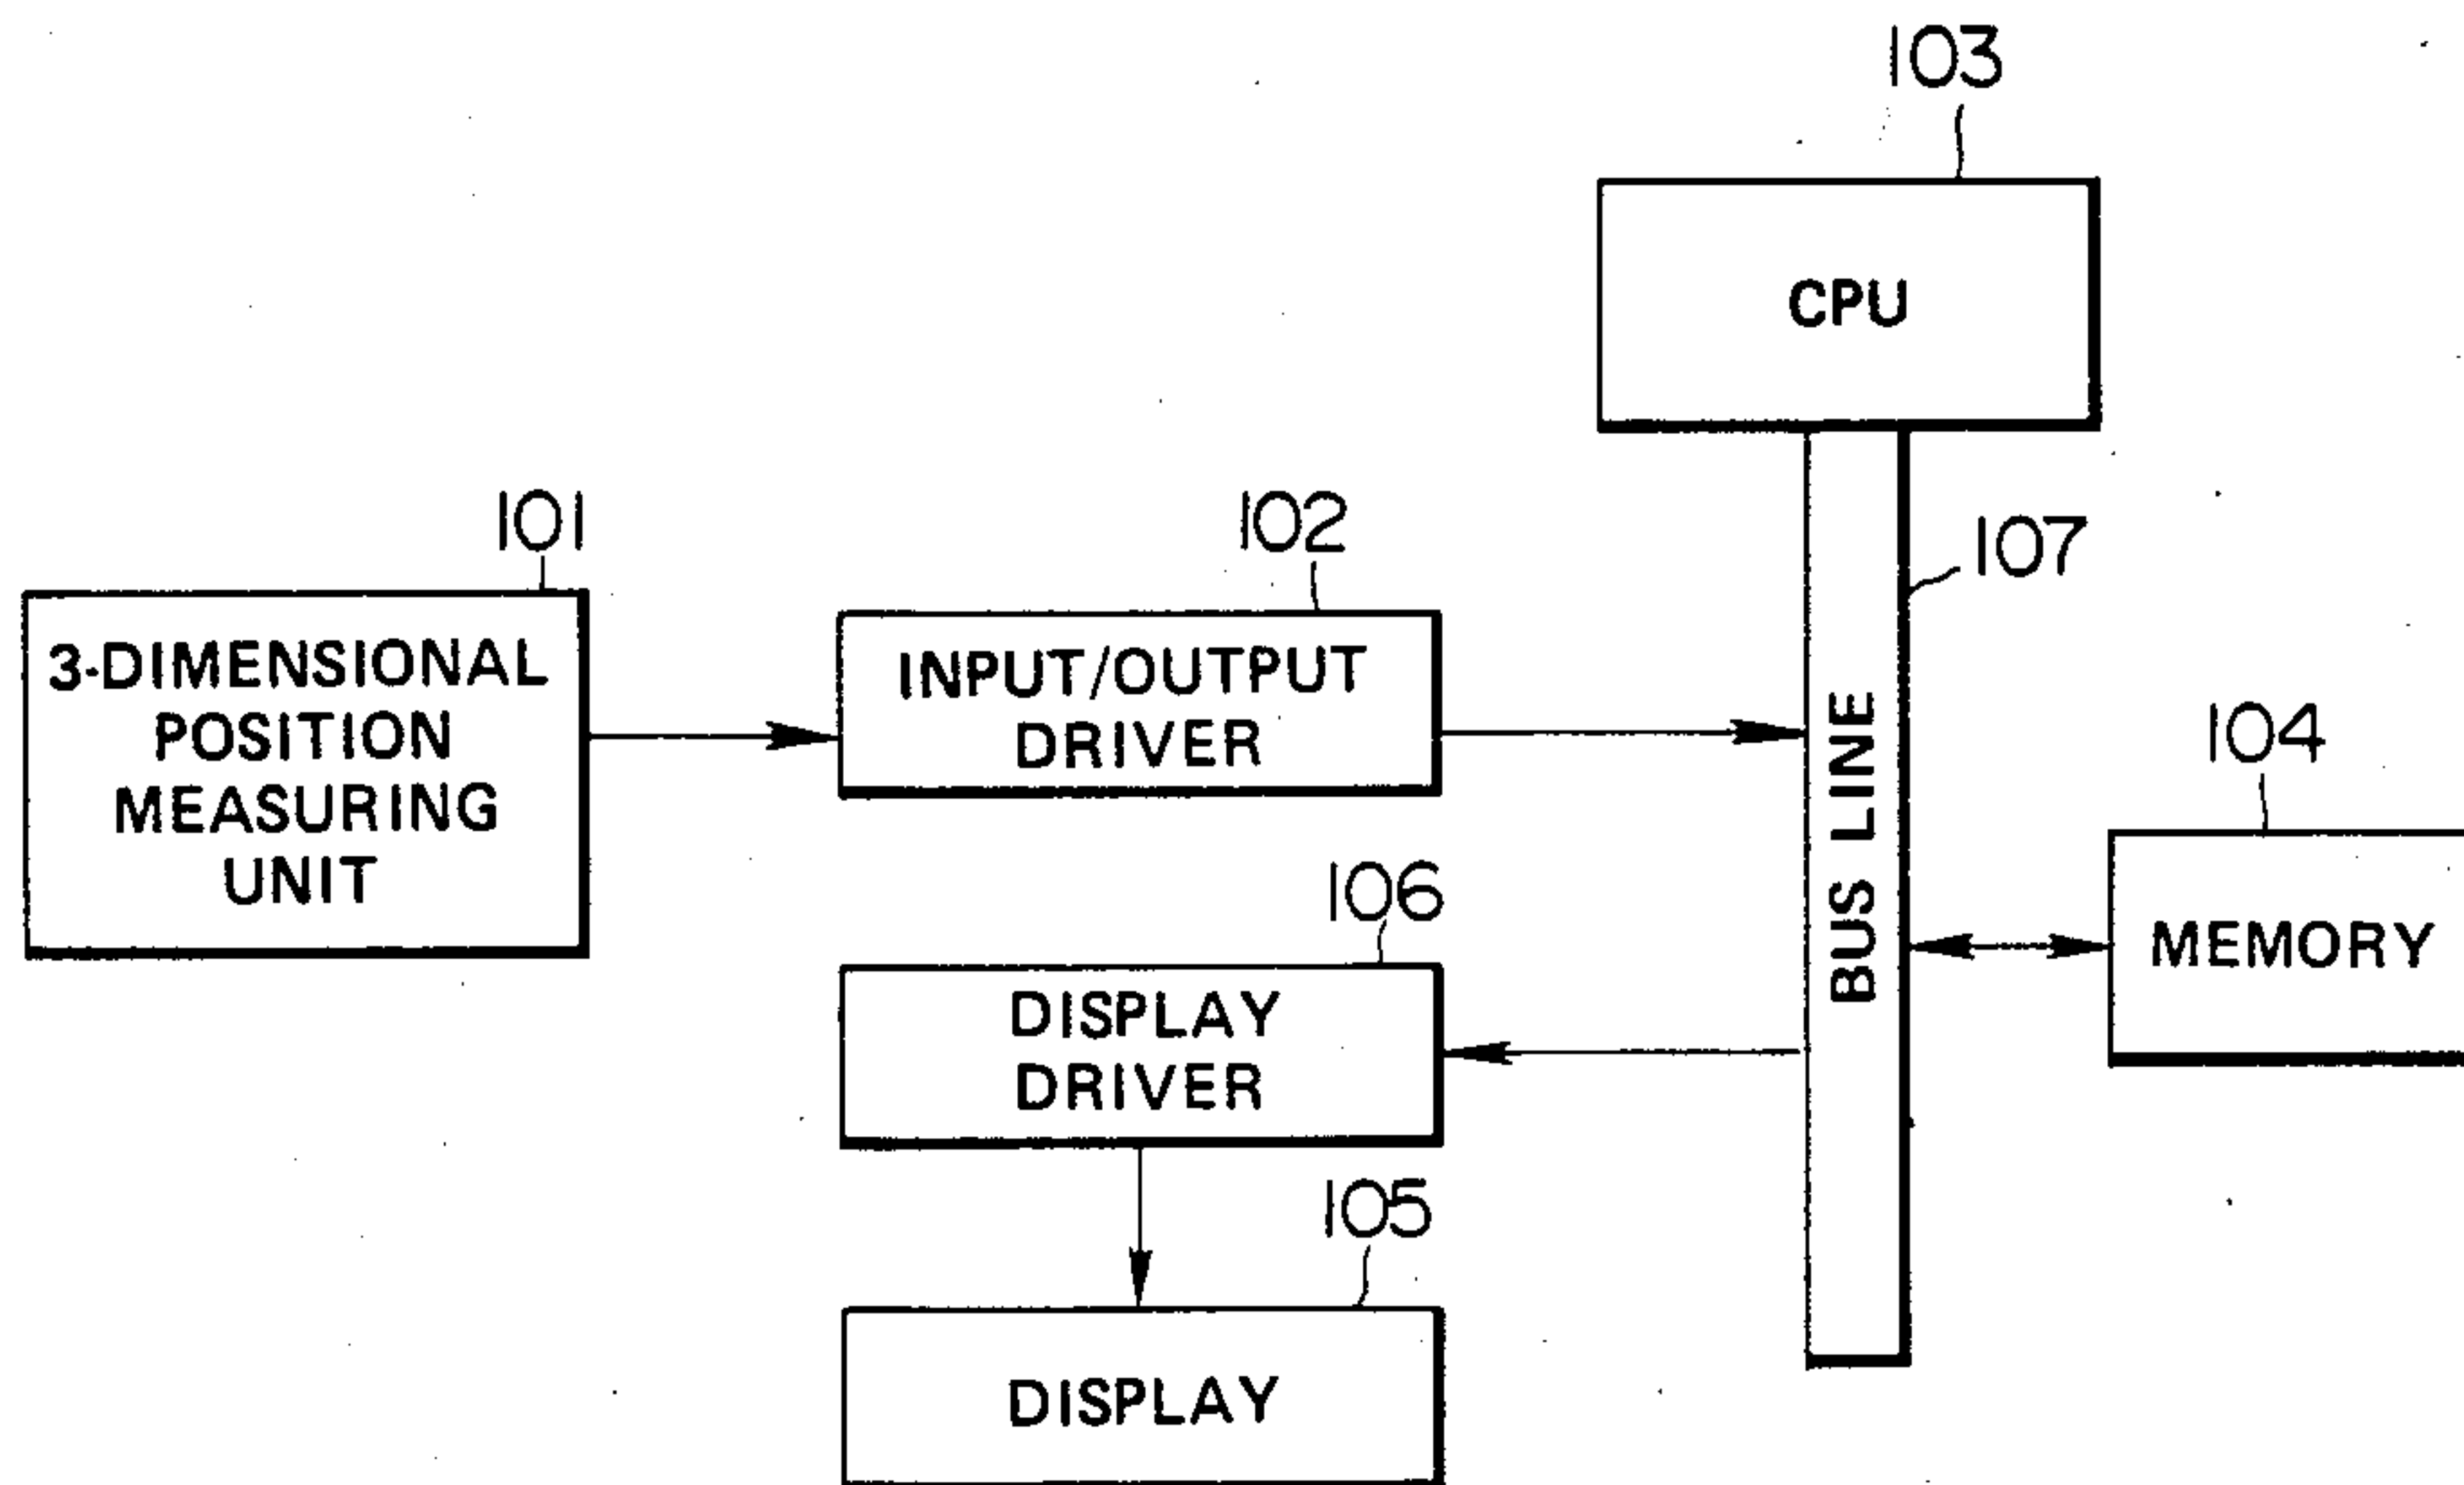 103
CPU
101
102
107
3-DIMENSIONAL
POSITION
MEASURING
UNIT
INPUT/OUTPUT
DRIVER
BUS LINE
104
MEMORY
106
DISPLAY
DRIVER
105
DISPLAY